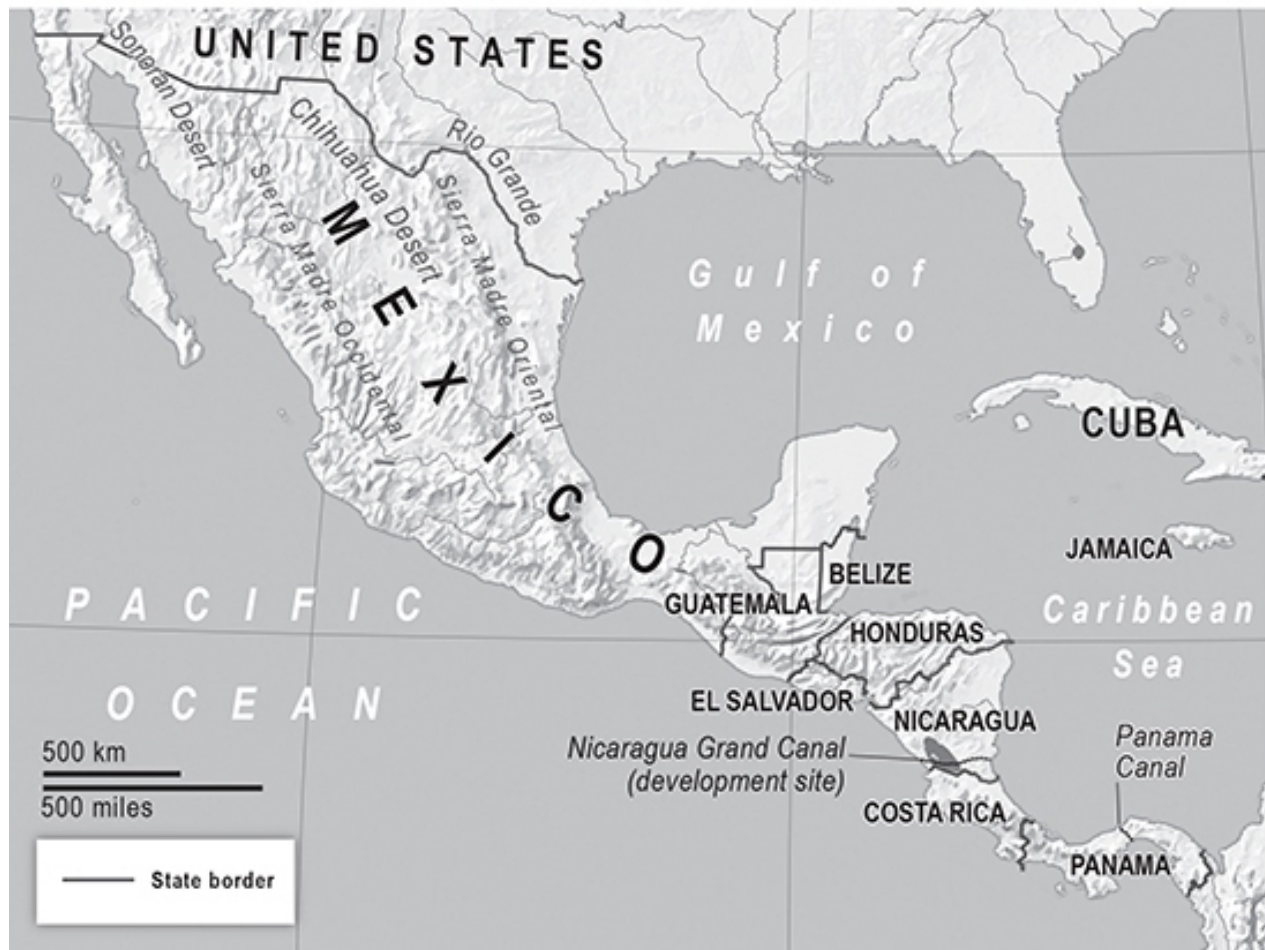 UNITED STATES
Sonoran Desert
Chihuahua Desert
Rio Grande
Sierra Madre Occidental
Sierra Madre Oriental
MEXICO
Gulf of
Mexico
CUBA
JAMAICA
BELIZE
GUATEMALA
HONDURAS
Caribbean
Sea
PACIFIC
OCEAN
EL SALVADOR
NICARAGUA
Nicaragua Grand Canal
(development site)
Panama
Canal
COSTA RICA
PANAMA
500 km
500 miles
State border